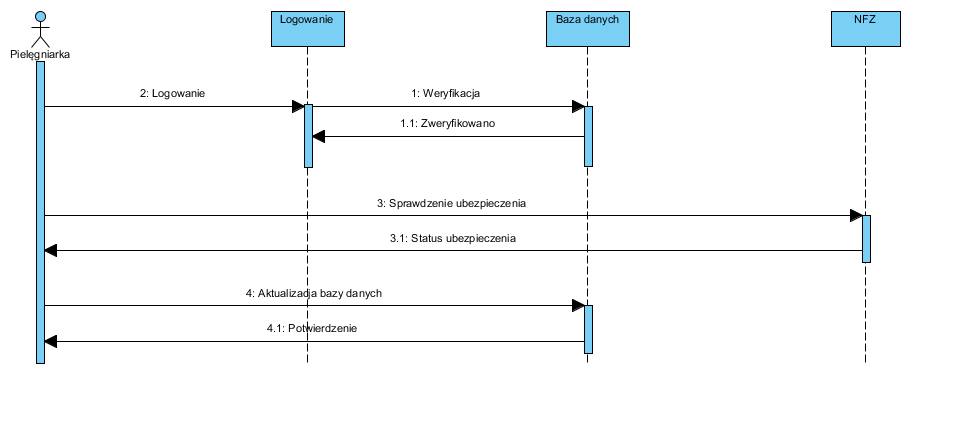 Logowanie
Baza danych
NFZ
Pielęgniarka
2: Logowanie
1: Weryfikacja
1.1: Zweryfikowano
3: Sprawdzenie ubezpieczenia
3.1: Status ubezpieczenia
4: Aktualizacja bazy danych
4.1: Potwierdzenie